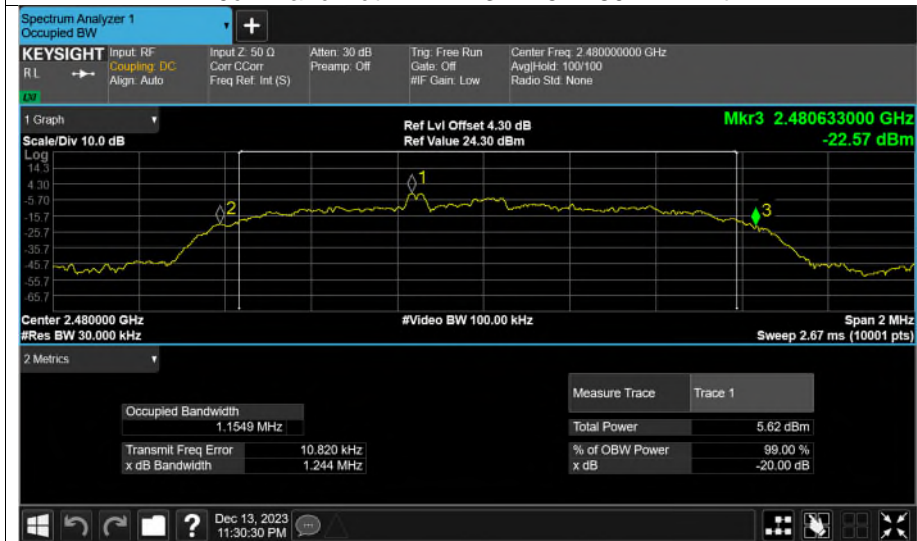 Spectrum Analyzer 1
Occupied BW
+
KEYSIGHT
RL
LXI
Input: RF
Coupling: DC
Align: Auto
Input Z: 50 Ω
Corr CCorr
Freq Ref: Int (S)
Atten: 30 dB
Preamp: Off
Trig: Free Run
Gate: Off
#IF Gain: Low
Center Freq: 2.480000000 GHz
Avg|Hold: 100/100
Radio Std: None
1 Graph
Scale/Div 10.0 dB
Ref Lvl Offset 4.30 dB
Ref Value 24.30 dBm
Mkr3 2.480633000 GHz
-22.57 dBm
Log
14.3
4.30
-5.70
-15.7
-25.7
-35.7
-45.7
-55.7
-65.7
1
2
3
Center 2.480000 GHz
#Res BW 30.000 kHz
#Video BW 100.00 kHz
Span 2 MHz
Sweep 2.67 ms (10001 pts)
2 Metrics
Measure Trace Trace 1
Occupied Bandwidth
1.1549 MHz
Total Power 5.62 dBm
Transmit Freq Error 10.820 kHz
% of OBW Power 99.00 %
x dB Bandwidth 1.244 MHz
x dB -20.00 dB
?
Dec 13, 2023
11:30:30 PM